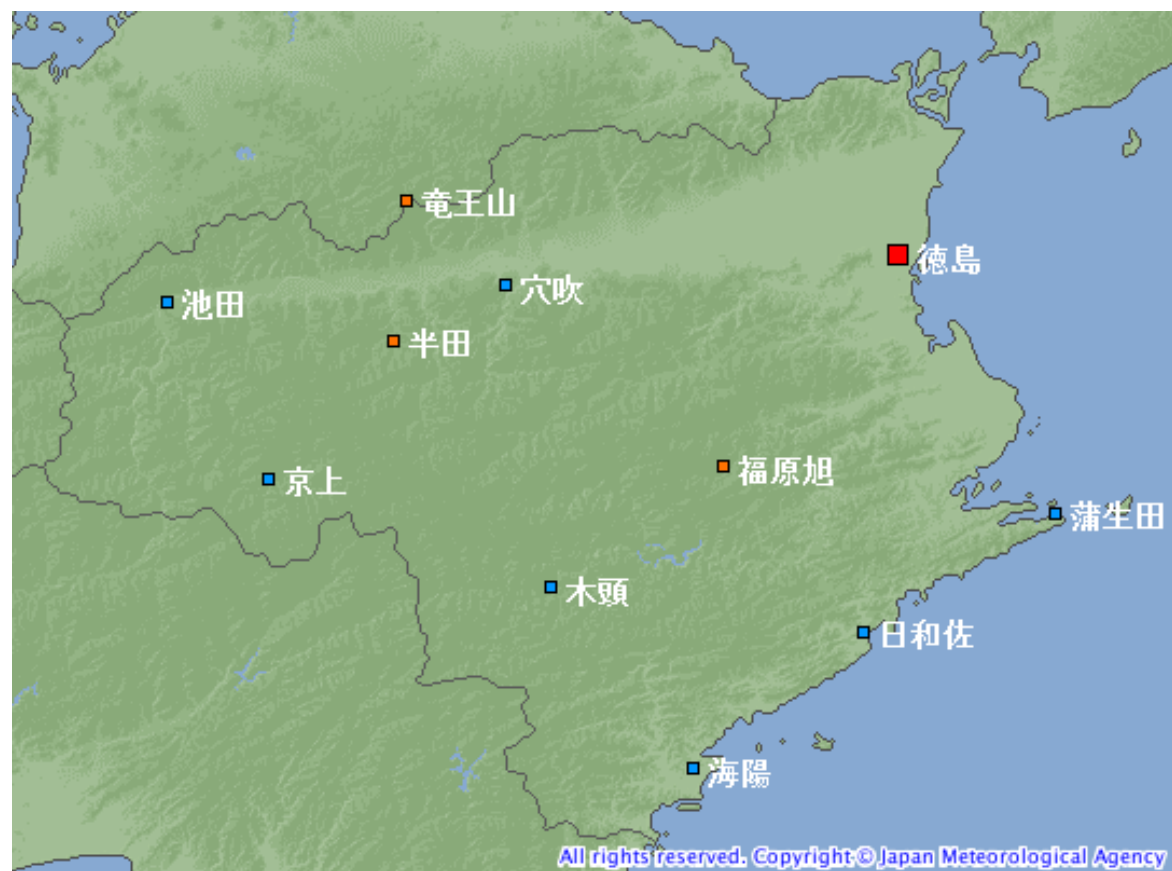 竜王山
徳島
穴吹
池田
半田
京上
福原旭
蒲生田
木頭
日和佐
海陽
All rights reserved. Copyright © Japan Meteorological Agency